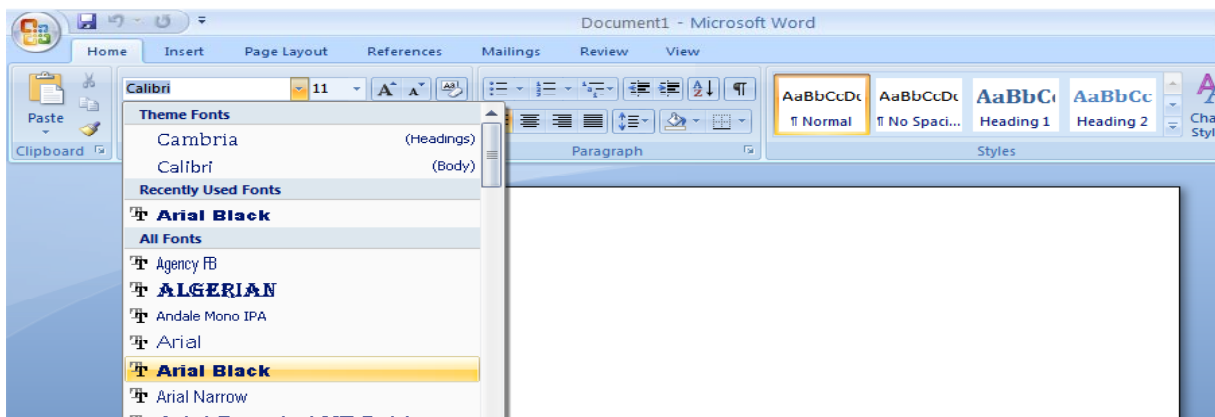 Document1 - Microsoft Word
Home Insert Page Layout References Mailings Review View
Calibri 11
Paste
Clipboard
Theme Fonts
Cambria (Headings)
Calibri (Body)
Recently Used Fonts
Arial Black
All Fonts
Agency FB
ALGERIAN
Andale Mono IPA
Arial
Arial Black
Arial Narrow
Paragraph
AaBbCcDc AaBbCcDc AaBbC AaBbCc
¶ Normal ¶ No Spaci... Heading 1 Heading 2
Styles